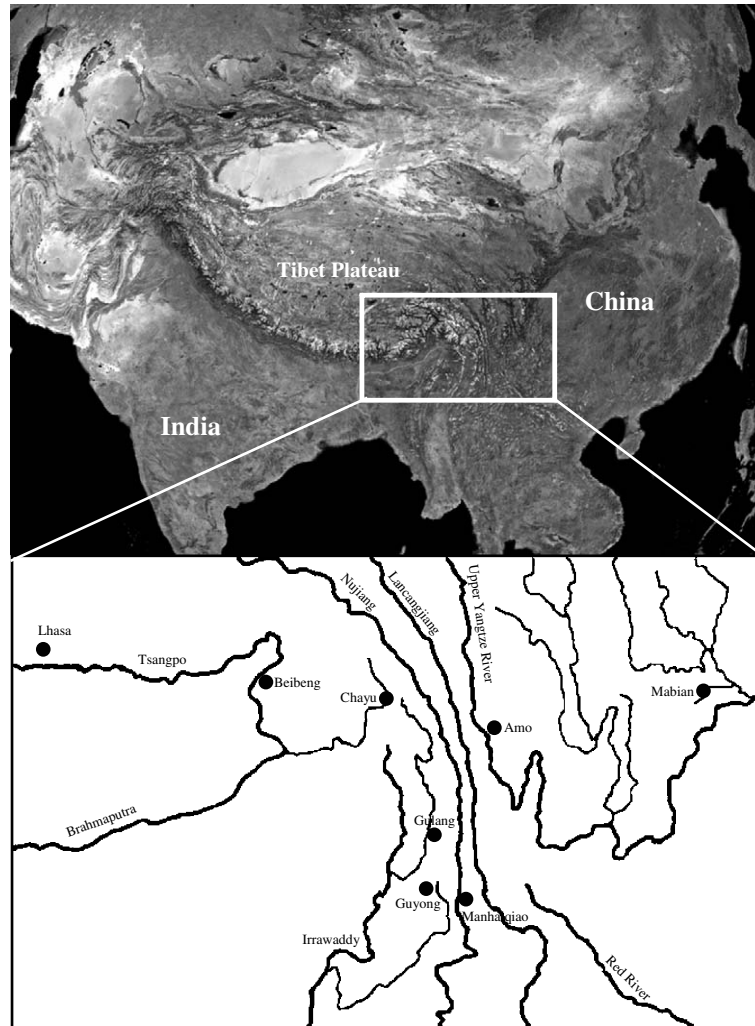 Tibet Plateau
China
India
Nujiang
Lancangjiang
Upper Yangtze River
Lhasa
Tsangpo
Beibeng
Chayu
Mabian
Amo
Brahmaputra
Gulang
Guyong
Manhaiqiao
Irrawaddy
Red River